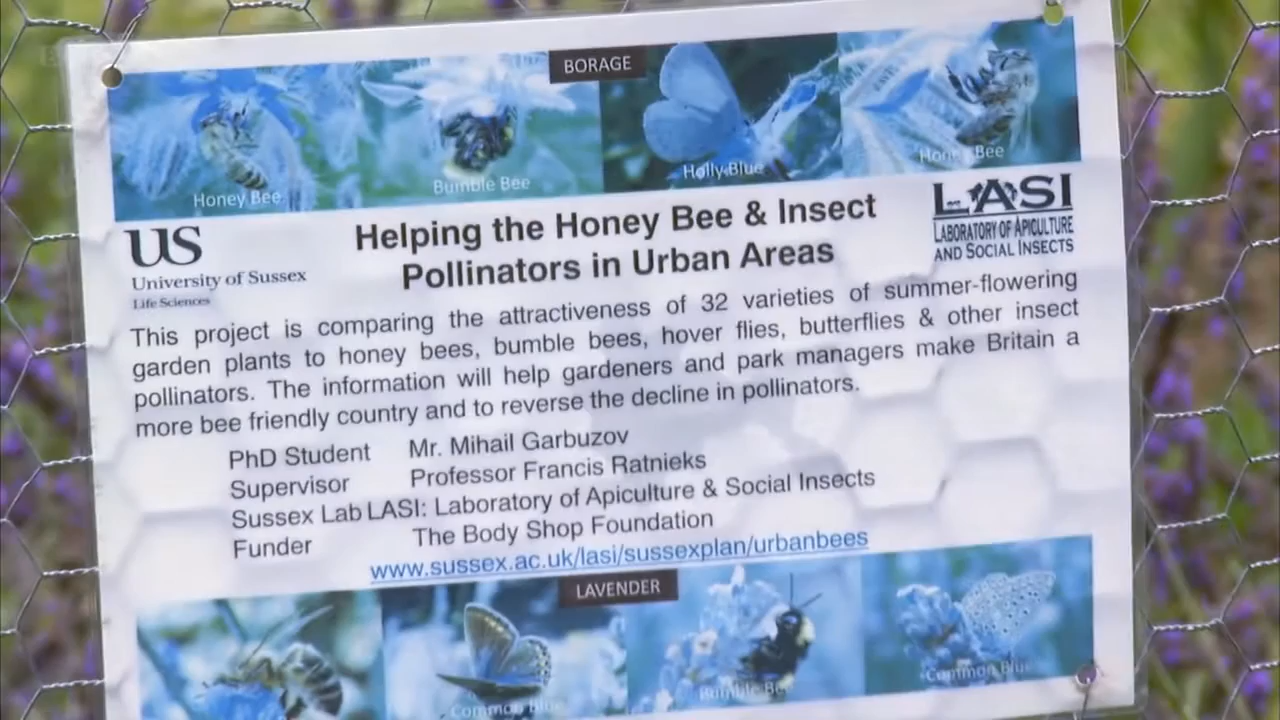 BORAGE
Honey Bee
Bumble Bee
Holly Blue
Honey Bee
US
University of Sussex
Life Sciences
Helping the Honey Bee & Insect
Pollinators in Urban Areas
LASI
LABORATORY OF APICULTURE
AND SOCIAL INSECTS
This project is comparing the attractiveness of 32 varieties of summer-flowering
garden plants to honey bees, bumble bees, hover flies, butterflies & other insect
pollinators. The information will help gardeners and park managers make Britain a
more bee friendly country and to reverse the decline in pollinators.
PhD Student Mr. Mihail Garbuzov
Supervisor Professor Francis Ratnieks
Sussex Lab LASI: Laboratory of Apiculture & Social Insects
Funder The Body Shop Foundation
www.sussex.ac.uk/lasi/sussexplan/urbanbees
LAVENDER
Common Blue
Bumble Bee
Common Blue